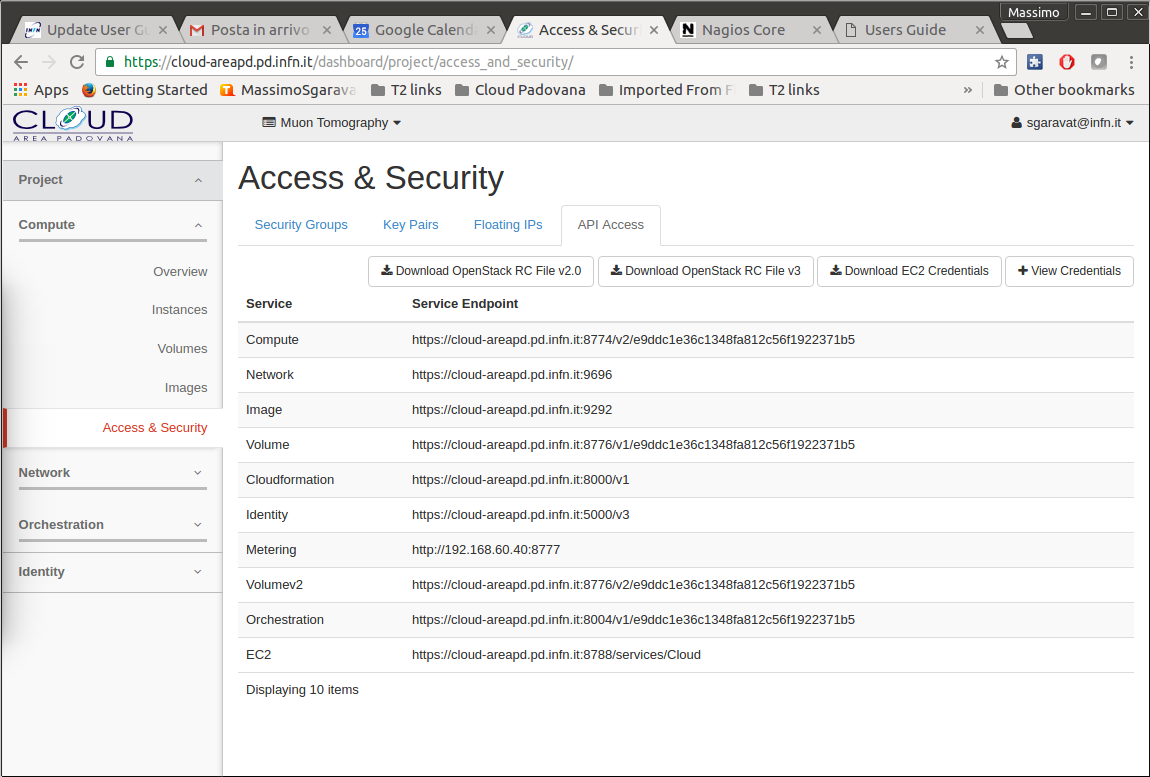 Massimo
Update User Gu
Posta in arrivo
25 Google Calend
Access & Secur
N Nagios Core
Users Guide
https://cloud-areapd.pd.infn.it/dashboard/project/access_and_security/
Apps Getting Started MassimoSgarava T2 links Cloud Padovana Imported From F T2 links » Other bookmarks
CLOUD
AREA PADOVANA
Muon Tomography
sgaravat@infn.it
Project
Compute
Overview
Instances
Volumes
Images
Access & Security
Network
Orchestration
Identity
Access & Security
Security Groups Key Pairs Floating IPs API Access
Download OpenStack RC File v2.0 Download OpenStack RC File v3 Download EC2 Credentials View Credentials
Service Service Endpoint
Compute https://cloud-areapd.pd.infn.it:8774/v2/e9ddc1e36c1348fa812c56f1922371b5
Network https://cloud-areapd.pd.infn.it:9696
Image https://cloud-areapd.pd.infn.it:9292
Volume https://cloud-areapd.pd.infn.it:8776/v1/e9ddc1e36c1348fa812c56f1922371b5
Cloudformation https://cloud-areapd.pd.infn.it:8000/v1
Identity https://cloud-areapd.pd.infn.it:5000/v3
Metering http://192.168.60.40:8777
Volumev2 https://cloud-areapd.pd.infn.it:8776/v2/e9ddc1e36c1348fa812c56f1922371b5
Orchestration https://cloud-areapd.pd.infn.it:8004/v1/e9ddc1e36c1348fa812c56f1922371b5
EC2 https://cloud-areapd.pd.infn.it:8788/services/Cloud
Displaying 10 items